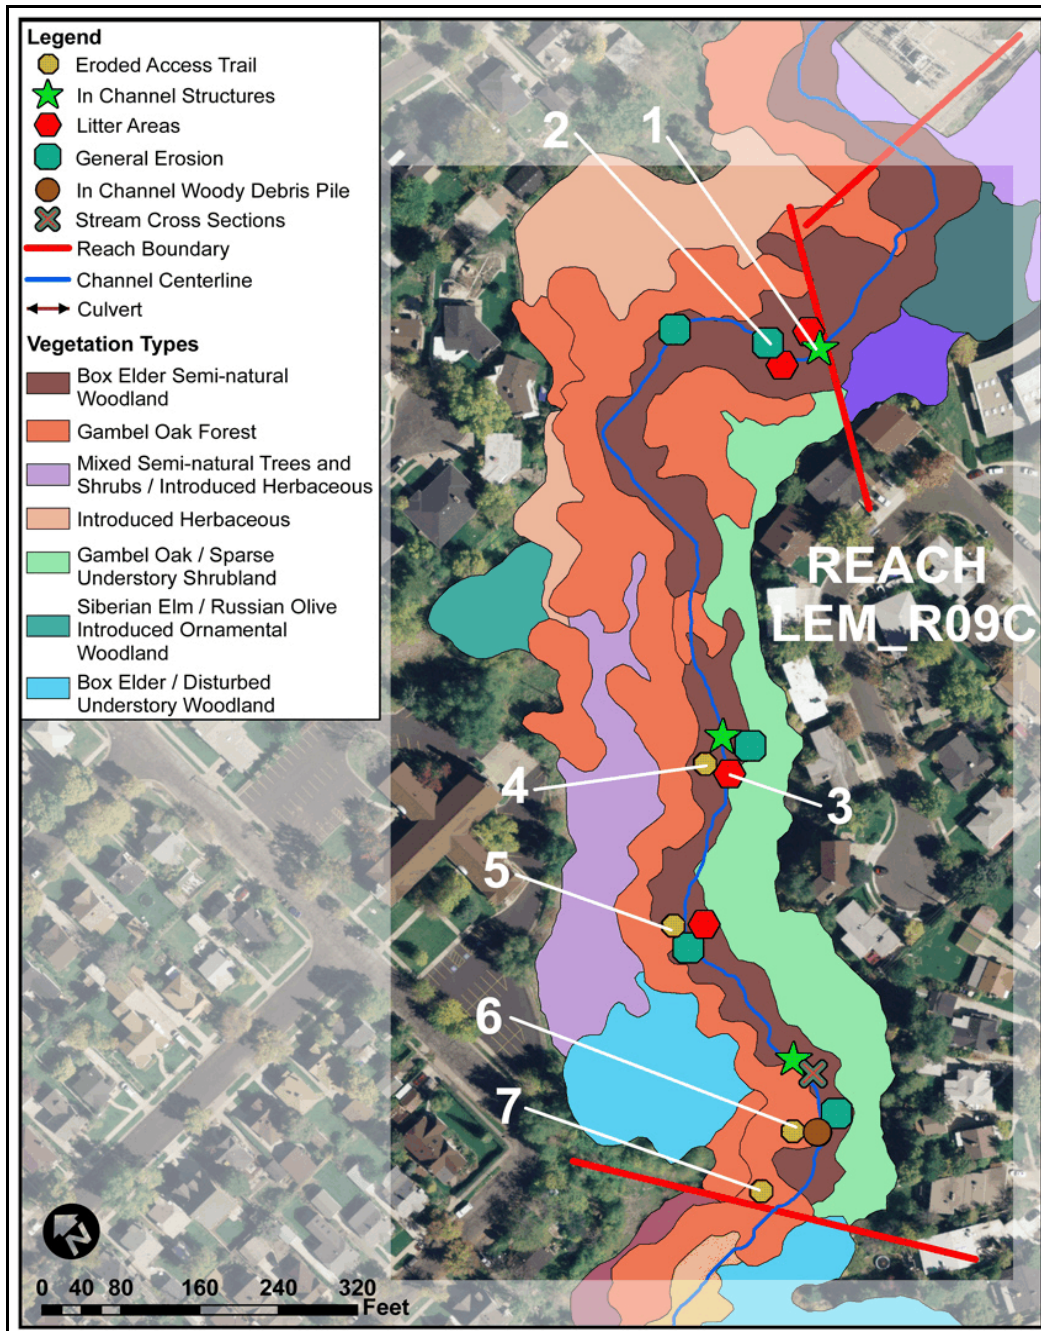 Legend
Eroded Access Trail
In Channel Structures
Litter Areas
General Erosion
In Channel Woody Debris Pile
Stream Cross Sections
Reach Boundary
Channel Centerline
Culvert
Vegetation Types
Box Elder Semi-natural
Woodland
Gambel Oak Forest
Mixed Semi-natural Trees and
Shrubs / Introduced Herbaceous
Introduced Herbaceous
Gambel Oak / Sparse
Understory Shrubland
Siberian Elm / Russian Olive
Introduced Ornamental
Woodland
Box Elder / Disturbed
Understory Woodland
2 1
REACH
LEM_R09C
4
3
5
6
7
N
0 40 80 160 240 320
Feet